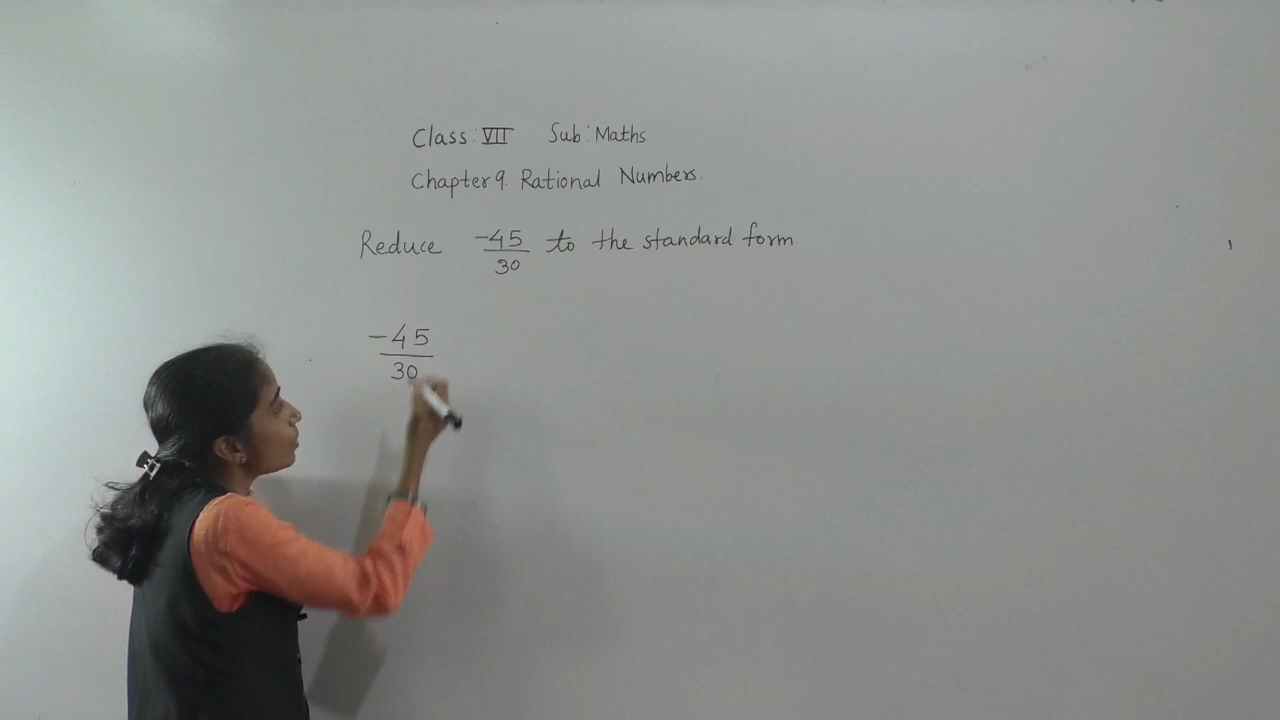 Class: VII Sub: Maths
Chapter 9. Rational Numbers.
Reduce -45/30 to the standard form.
-45/30